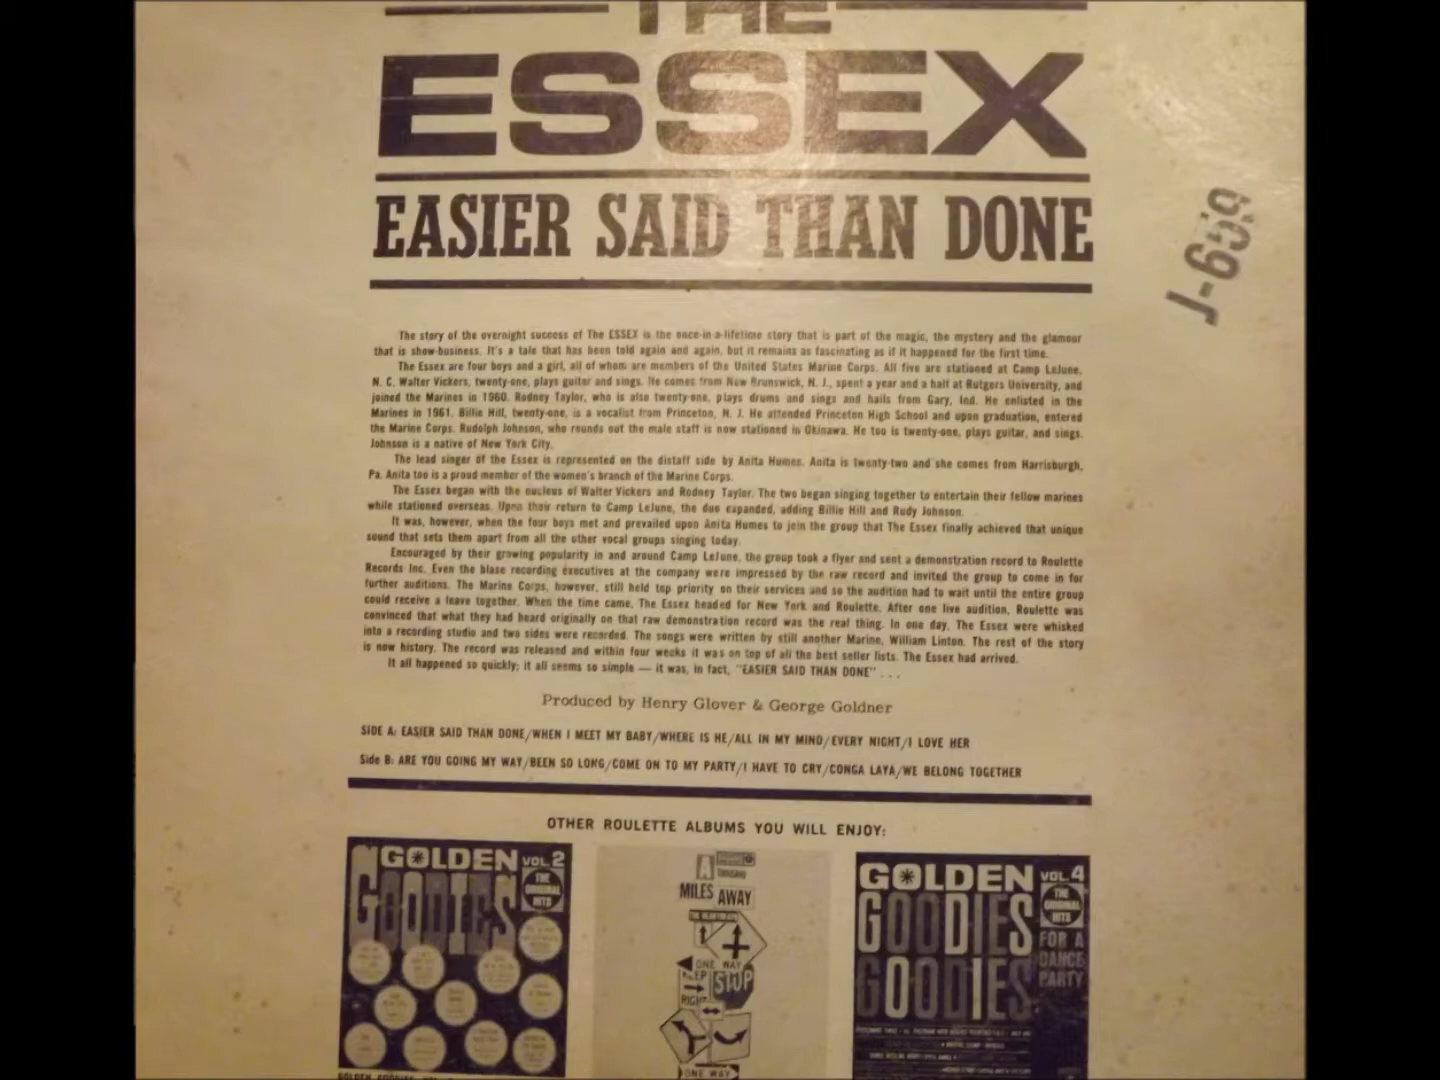 THE
ESSEX
EASIER SAID THAN DONE
J-659
The story of the overnight success of The ESSEX is the once-in-a-lifetime story that is part of the magic, the mystery and the glamour
that is show-business. It's a tale that has been told again and again, but it remains as fascinating as if it happened for the first time.
The Essex are four boys and a girl, all of whom are members of the United States Marine Corps. All five are stationed at Camp LeJune,
N. C. Walter Vickers, twenty-one, plays guitar and sings. He comes from New Brunswick, N. J., spent a year and a half at Rutgers University, and
joined the Marines in 1960. Rodney Taylor, who is also twenty-one, plays drums and sings and hails from Gary, Ind. He enlisted in the
Marines in 1961. Billie Hill, twenty-one, is a vocalist from Princeton, N. J. He attended Princeton High School and upon graduation, entered
the Marine Corps. Rudolph Johnson, who rounds out the male staff is now stationed in Okinawa. He too is twenty-one, plays guitar, and sings.
Johnson is a native of New York City.
The lead singer of the Essex is represented on the distaff side by Anita Humes. Anita is twenty-two and she comes from Harrisburgh,
Pa. Anita too is a proud member of the women's branch of the Marine Corps.
The Essex began with the nucleus of Walter Vickers and Rodney Taylor. The two began singing together to entertain their fellow marines
while stationed overseas. Upon their return to Camp LeJune, the duo expanded, adding Billie Hill and Rudy Johnson.
It was, however, when the four boys met and prevailed upon Anita Humes to join the group that The Essex finally achieved that unique
sound that sets them apart from all the other vocal groups singing today.
Encouraged by their growing popularity in and around Camp LeJune, the group took a flyer and sent a demonstration record to Roulette
Records Inc. Even the blase recording executives at the company were impressed by the raw record and invited the group to come in for
further auditions. The Marine Corps, however, still held top priority on their services and so the audition had to wait until the entire group
could receive a leave together. When the time came, The Essex headed for New York and Roulette. After one live audition, Roulette was
convinced that what they had heard originally on that raw demonstration record was the real thing. In one day, The Essex were whisked
into a recording studio and two sides were recorded. The songs were written by still another Marine, William Linton. The rest of the story
is now history. The record was released and within four weeks it was on top of all the best seller lists. The Essex had arrived.
It all happened so quickly; it all seems so simple — it was, in fact, "EASIER SAID THAN DONE" . . .
Produced by Henry Glover & George Goldner
SIDE A: EASIER SAID THAN DONE/WHEN I MEET MY BABY/WHERE IS HE/ALL IN MY MIND/EVERY NIGHT/I LOVE HER
Side B: ARE YOU GOING MY WAY/BEEN SO LONG/COME ON TO MY PARTY/I HAVE TO CRY/CONGA LAYA/WE BELONG TOGETHER
OTHER ROULETTE ALBUMS YOU WILL ENJOY:
GOLDEN VOL. 2
GOODIES
THE ORIGINAL HITS
A THOUSAND
MILES AWAY
THE HEARTBEATS
ONE WAY
KEEP
RIGHT
STOP
ONE WAY
GOLDEN VOL. 4
GOODIES
THE ORIGINAL HITS
FOR A
DANCE
PARTY
GOODIES